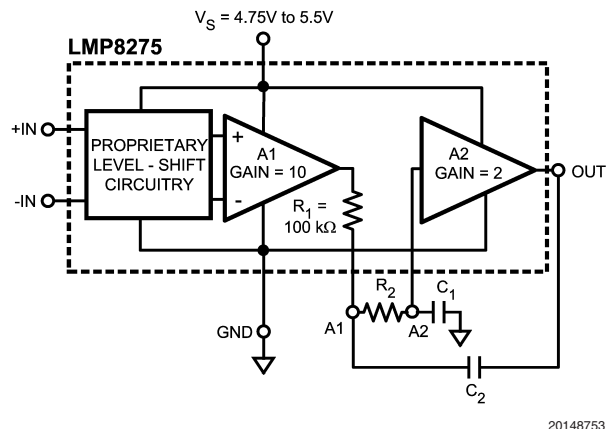 V_S = 4.75V to 5.5V
LMP8275
+IN
-IN
PROPRIETARY
LEVEL - SHIFT
CIRCUITRY
+
-
A1
GAIN = 10
A2
GAIN = 2
OUT
R_1 =
100 kΩ
R_2
C_1
A1
A2
GND
C_2
20148753